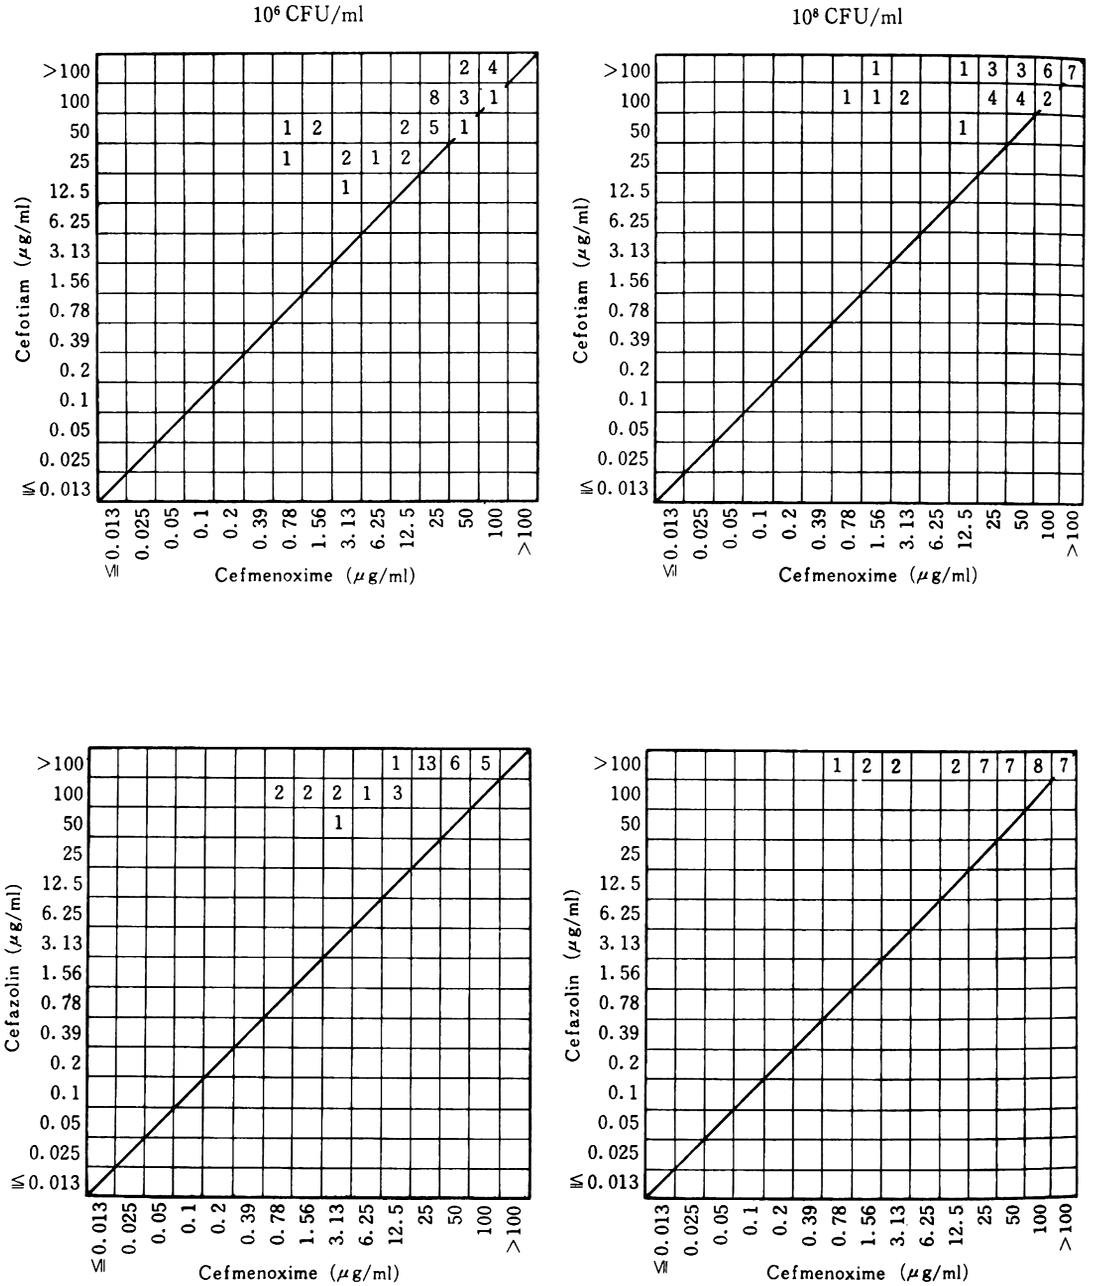 10⁶ CFU/ml
10⁸ CFU/ml
Cefotiam (μg/ml)
>100 2 4
100 8 3 1
50 1 2 2 5 1
25 1 2 1 2
12.5 1
6.25
3.13
1.56
0.78
0.39
0.2
0.1
0.05
0.025
≦0.013
≦0.013 0.025 0.05 0.1 0.2 0.39 0.78 1.56 3.13 6.25 12.5 25 50 100 >100
Cefmenoxime (μg/ml)
Cefotiam (μg/ml)
>100 1 1 3 3 6 7
100 1 1 2 4 4 2
50 1
25
12.5
6.25
3.13
1.56
0.78
0.39
0.2
0.1
0.05
0.025
≦0.013
≦0.013 0.025 0.05 0.1 0.2 0.39 0.78 1.56 3.13 6.25 12.5 25 50 100 >100
Cefmenoxime (μg/ml)
Cefazolin (μg/ml)
>100 1 13 6 5
100 2 2 2 1 3
50 1
25
12.5
6.25
3.13
1.56
0.78
0.39
0.2
0.1
0.05
0.025
≦0.013
≦0.013 0.025 0.05 0.1 0.2 0.39 0.78 1.56 3.13 6.25 12.5 25 50 100 >100
Cefmenoxime (μg/ml)
Cefazolin (μg/ml)
>100 1 2 2 2 7 7 8 7
100
50
25
12.5
6.25
3.13
1.56
0.78
0.39
0.2
0.1
0.05
0.025
≦0.013
≦0.013 0.025 0.05 0.1 0.2 0.39 0.78 1.56 3.13 6.25 12.5 25 50 100 >100
Cefmenoxime (μg/ml)